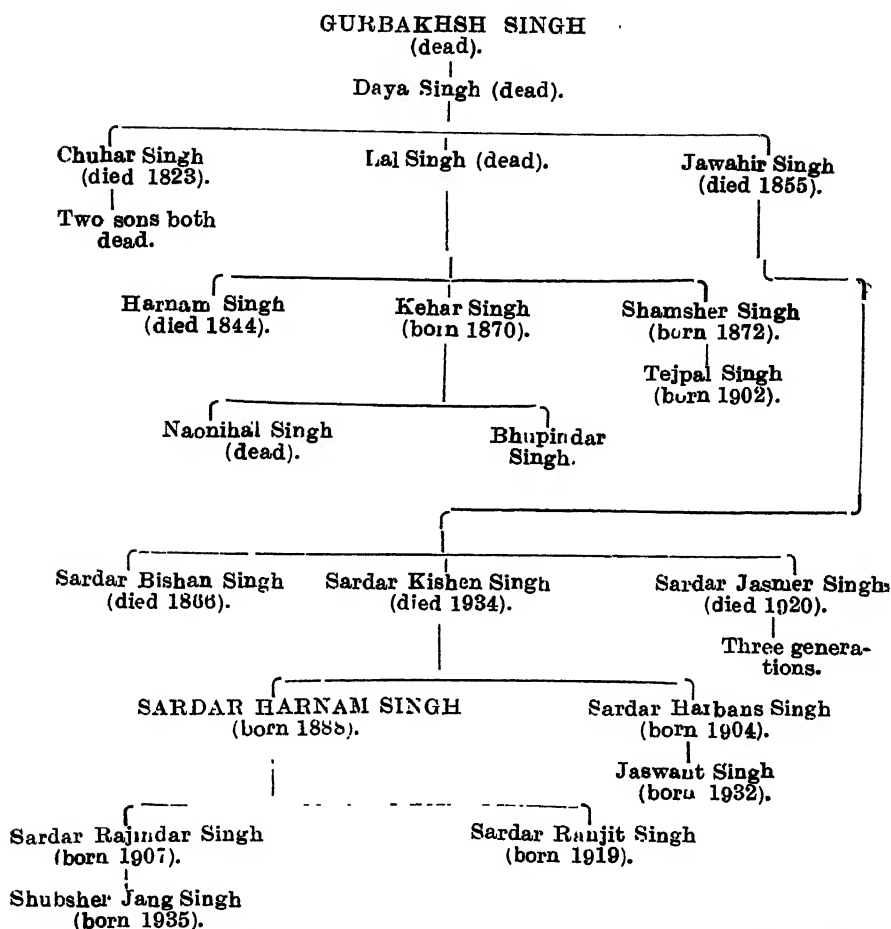 GURBAKHSH SINGH
(dead).
Daya Singh (dead).
Chuhar Singh
(died 1823).
Lal Singh (dead).
Jawahir Singh
(died 1855).
Two sons both
dead.
Harnam Singh
(died 1844).
Kehar Singh
(born 1870).
Shamsher Singh
(born 1872).
Tejpal Singh
(born 1902).
Naonihal Singh
(dead).
Bhupindar
Singh.
Sardar Bishan Singh
(died 1866).
Sardar Kishen Singh
(died 1934).
Sardar Jasmer Singh
(died 1920).
Three genera-
tions.
SARDAR HARNAM SINGH
(born 1888).
Sardar Harbans Singh
(born 1904).
Jaswant Singh
(born 1932).
Sardar Rajindar Singh
(born 1907).
Sardar Ranjit Singh
(born 1919).
Shubsher Jang Singh
(born 1935).